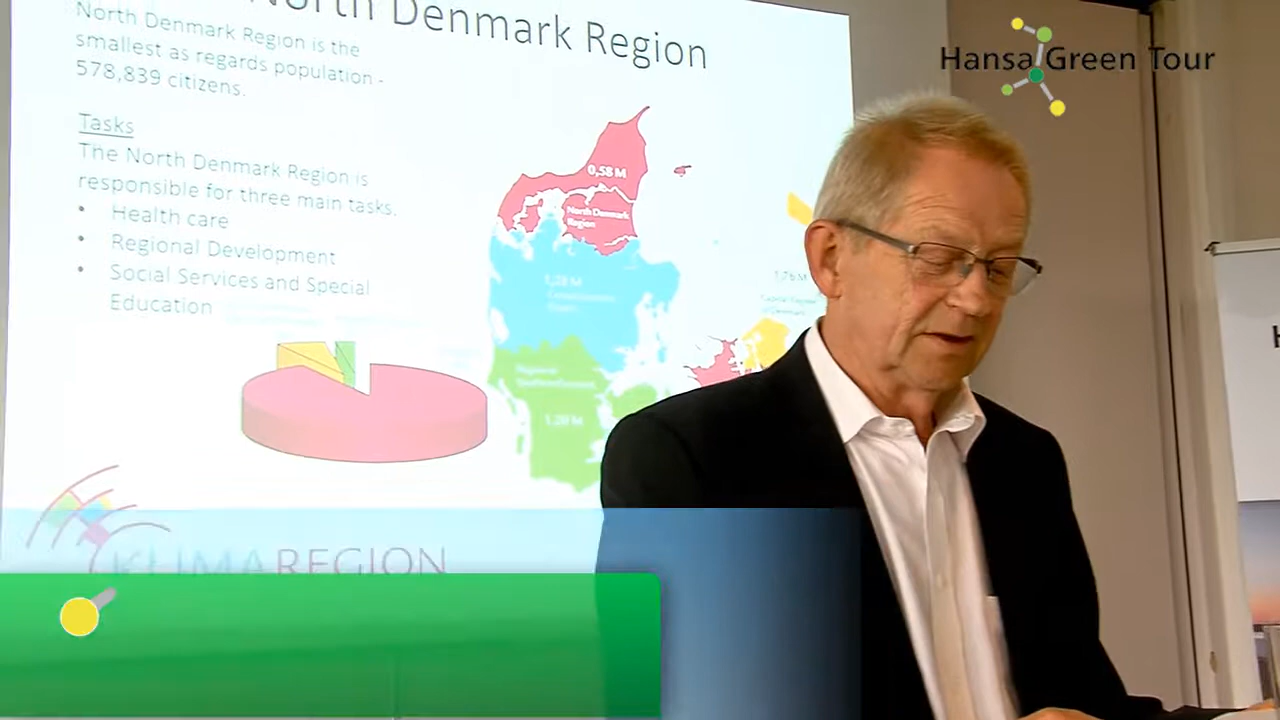 North Denmark Region
North Denmark Region is the
smallest as regards population -
578,839 citizens.
Tasks
The North Denmark Region is
responsible for three main tasks.
• Health care
• Regional Development
• Social Services and Special
Education
0,58 M
North Denmark
Region
1,28 M
1.20 M
1,76 M
KLIMAREGION
Hansa Green Tour
H